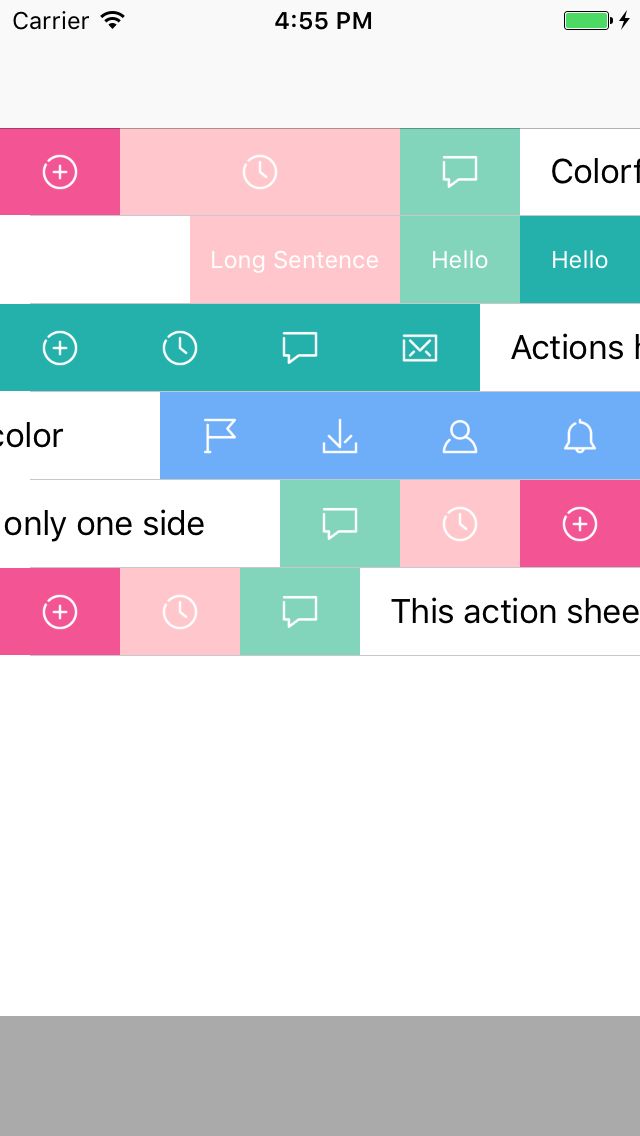 Carrier 4:55 PM
Colorf
Long Sentence Hello Hello
Actions
color
only one side
This action shee